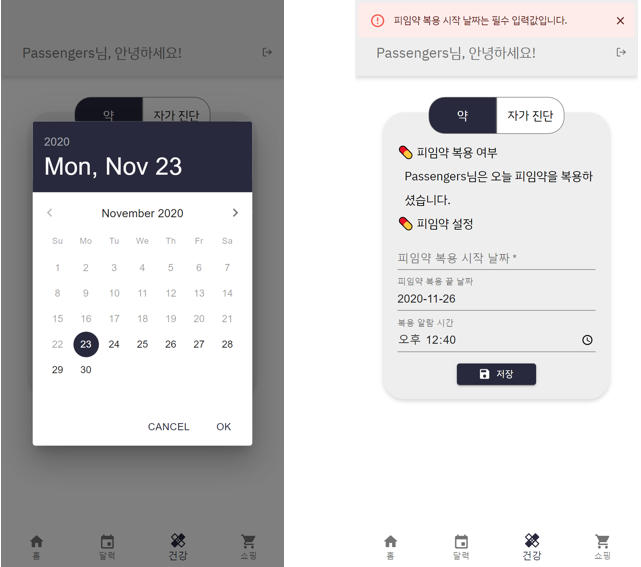 Passengers님, 안녕하세요!
약
자가 진단
2020
Mon, Nov 23
November 2020
Su Mo Tu We Th Fr Sa
1 2 3 4 5 6 7
8 9 10 11 12 13 14
15 16 17 18 19 20 21
22 23 24 25 26 27 28
29 30
CANCEL OK
홈 달력 건강 쇼핑
피임약 복용 시작 날짜는 필수 입력값입니다.
Passengers님, 안녕하세요!
약
자가 진단
피임약 복용 여부
Passengers님은 오늘 피임약을 복용하
셨습니다.
피임약 설정
피임약 복용 시작 날짜 *
피임약 복용 끝 날짜
2020-11-26
복용 알람 시간
오후 12:40
저장
홈 달력 건강 쇼핑